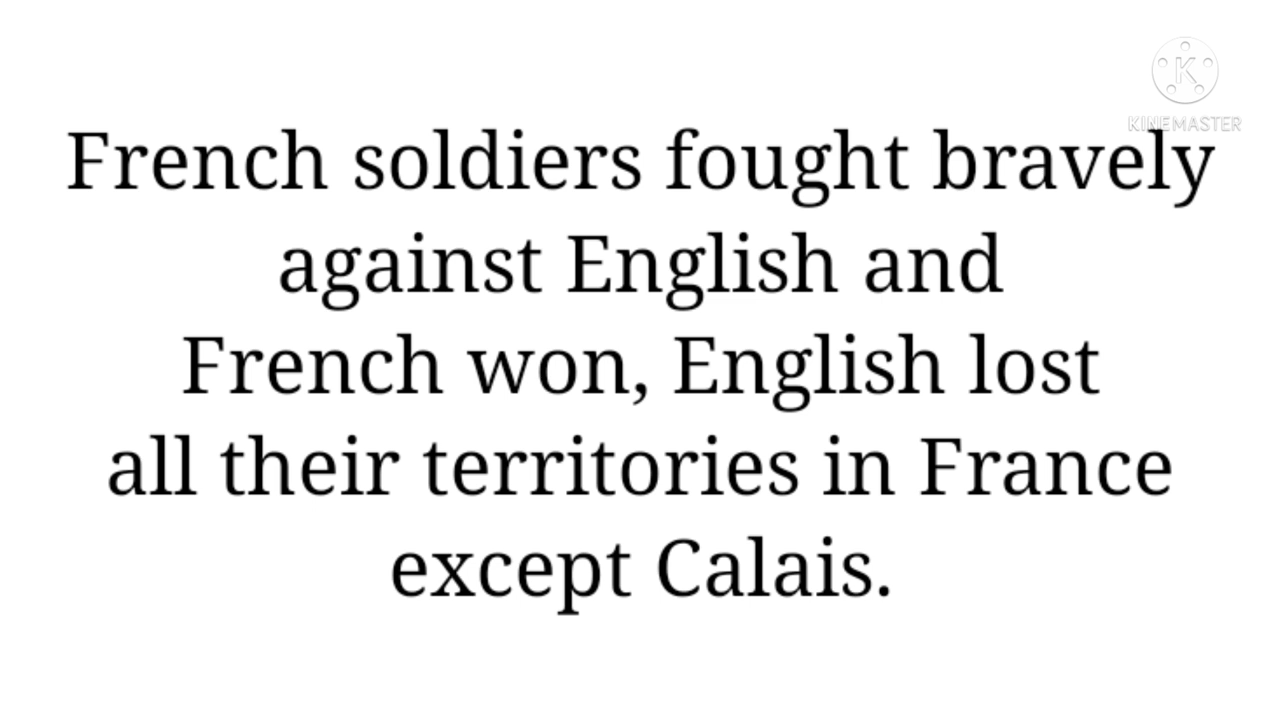 K
KINEMASTER
French soldiers fought bravely
against English and
French won, English lost
all their territories in France
except Calais.